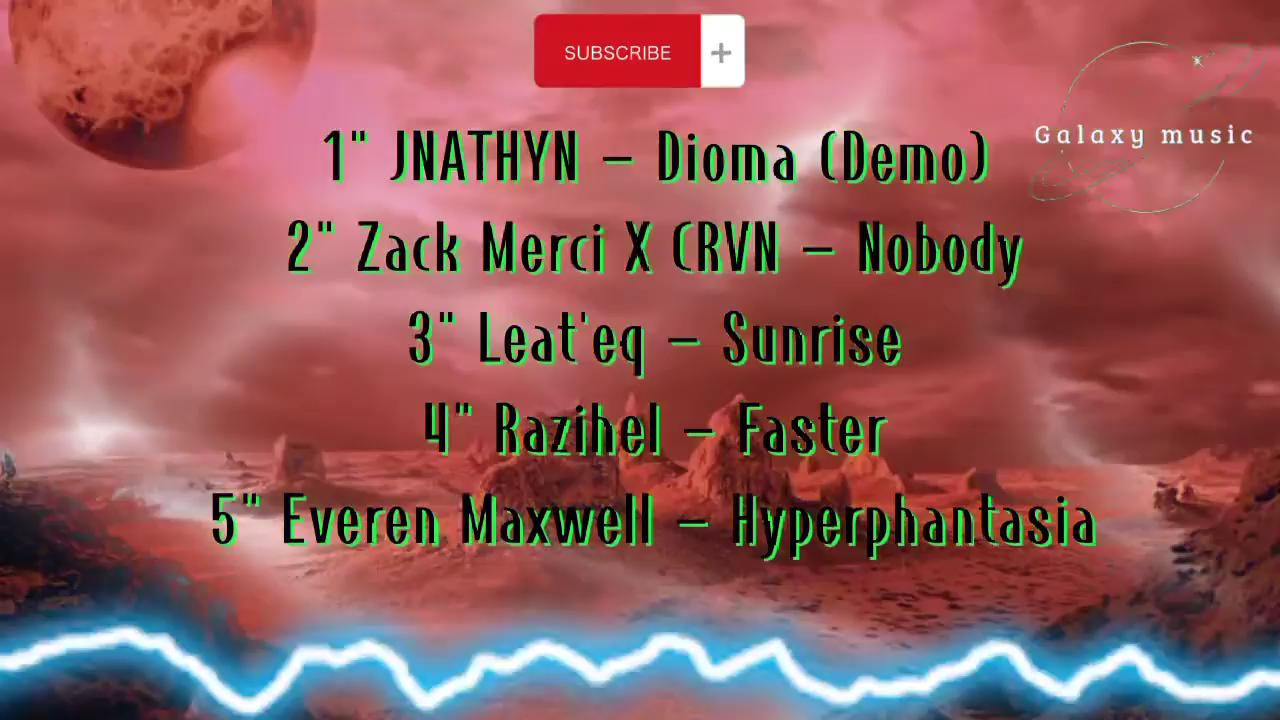 SUBSCRIBE
Galaxy music
1" JNATHYN – Dioma (Demo)
2" Zack Merci X CRVN – Nobody
3" Leat'eq – Sunrise
4" Razihel – Faster
5" Everen Maxwell – Hyperphantasia